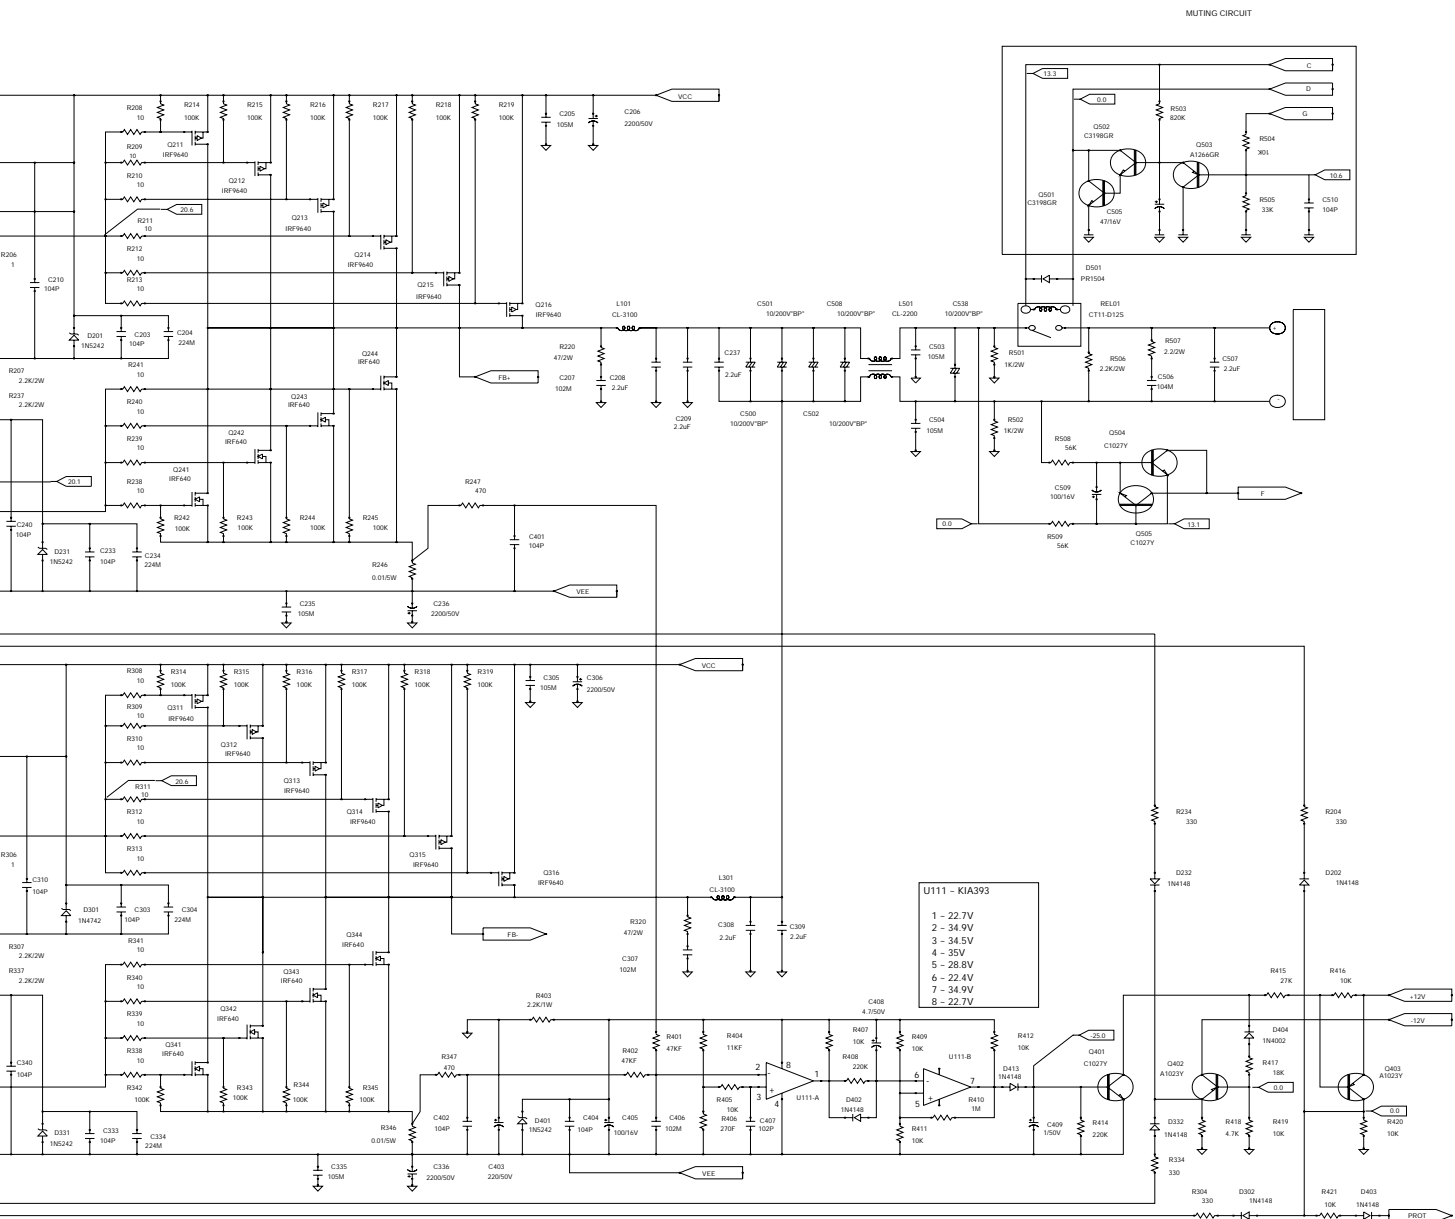 MUTING CIRCUIT
C
13.3
D
0.0
G
R503
820K
R504
10K
Q502
C3198GR
Q503
A1266GR
10.6
Q501
C3198GR
C505
47/16V
R505
33K
C510
104P
D501
PR1504
VCC
R208
10
R214
100K
R215
100K
R216
100K
R217
100K
R218
100K
R219
100K
C205
105M
C206
2200/50V
Q211
IRF9640
R209
10
R210
10
Q212
IRF9640
20.6
R211
10
Q213
IRF9640
R212
10
Q214
IRF9640
R206
1
R213
10
C210
104P
Q215
IRF9640
Q216
IRF9640
L101
CL-3100
C501
10/200V"BP"
C508
10/200V"BP"
L501
CL-2200
C538
10/200V"BP"
REL01
CT11-D12S
+
D201
1N5242
C203
104P
C204
224M
R220
47/2W
C207
102M
C208
2.2uF
C237
2.2uF
C503
105M
R501
1K/2W
R506
2.2K/2W
R507
2.2/2W
C506
104M
C507
2.2uF
-
Q244
IRF640
R207
2.2K/2W
R241
10
FB+
R237
2.2K/2W
R240
10
Q243
IRF640
C209
2.2uF
C500
10/200V"BP"
C502
10/200V"BP"
C504
105M
R502
1K/2W
R239
10
Q242
IRF640
R508
56K
Q504
C1027Y
20.1
R238
10
Q241
IRF640
R247
470
C509
100/16V
F
C240
104P
R242
100K
R243
100K
R244
100K
R245
100K
C401
104P
0.0
R509
56K
13.1
Q505
C1027Y
D231
1N5242
C233
104P
C234
224M
R246
0.01/5W
VEE
C235
105M
C236
2200/50V
VCC
R308
10
R314
100K
R315
100K
R316
100K
R317
100K
R318
100K
R319
100K
C305
105M
C306
2200/50V
R309
10
Q311
IRF9640
R310
10
Q312
IRF9640
20.6
R311
10
Q313
IRF9640
R312
10
Q314
IRF9640
R234
330
R204
330
R306
1
R313
10
Q315
IRF9640
C310
104P
Q316
IRF9640
L301
CL-3100
D232
1N4148
D202
1N4148
D301
1N4742
C303
104P
C304
224M
U111 - KIA393
1 - 22.7V
2 - 34.9V
3 - 34.5V
4 - 35V
5 - 28.8V
6 - 22.4V
7 - 34.9V
8 - 22.7V
R320
47/2W
C308
2.2uF
C309
2.2uF
R307
2.2K/2W
R341
10
Q344
IRF640
FB-
C307
102M
R337
2.2K/2W
R340
10
Q343
IRF640
R415
27K
R416
10K
+12V
R403
2.2K/1W
C408
4.7/50V
-12V
R339
10
Q342
IRF640
R401
47KF
R404
11KF
R407
10K
R409
10K
R412
10K
-25.0
D404
1N4002
C340
104P
R338
10
Q341
IRF640
R347
470
R402
47KF
2
8
R408
220K
U111-B
D413
1N4148
Q401
C1027Y
Q402
A1023Y
R417
18K
Q403
A1023Y
R342
100K
R343
100K
R344
100K
R345
100K
R405
10K
3
4
1
U111-A
D402
1N4148
6
5
7
R410
1M
0.0
0.0
D331
1N5242
C333
104P
C334
224M
R346
0.01/5W
C402
104P
D401
1N5242
C404
104P
C405
100/16V
C406
102M
R406
270F
C407
102P
R411
10K
C409
1/50V
R414
220K
D332
1N4148
R418
4.7K
R419
10K
R420
10K
C335
105M
C336
2200/50V
C403
220/50V
VEE
R334
330
R304
330
D302
1N4148
R421
10K
D403
1N4148
PROT